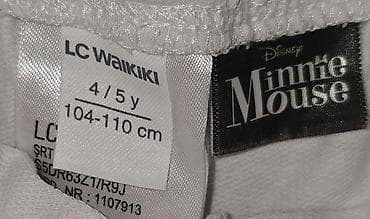 LC WAIKIKI
4 / 5 y
104-110 cm
LC
SRT
S5DR63Z1/R9J
NR : 1107913
DISNEY
Minnie
Mouse